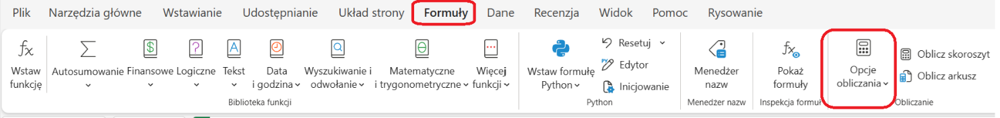 Plik Narzędzia główne Wstawianie Udostępnianie Układ strony Formuły Dane Recenzja Widok Pomoc Rysowanie
fx Resetuj
PY Edytor
Inicjowanie
Oblicz skoroszyt
Oblicz arkusz
Wstaw funkcję
Autosumowanie
Finansowe
Logiczne
Tekst
Data i godzina
Wyszukiwanie i odwołanie
Matematyczne i trygonometryczne
Więcej funkcji
Wstaw formułę Python
Menedżer nazw
Pokaż formuły
Opcje obliczania
Biblioteka funkcji Python Menedżer nazw Inspekcja formuł Obliczanie